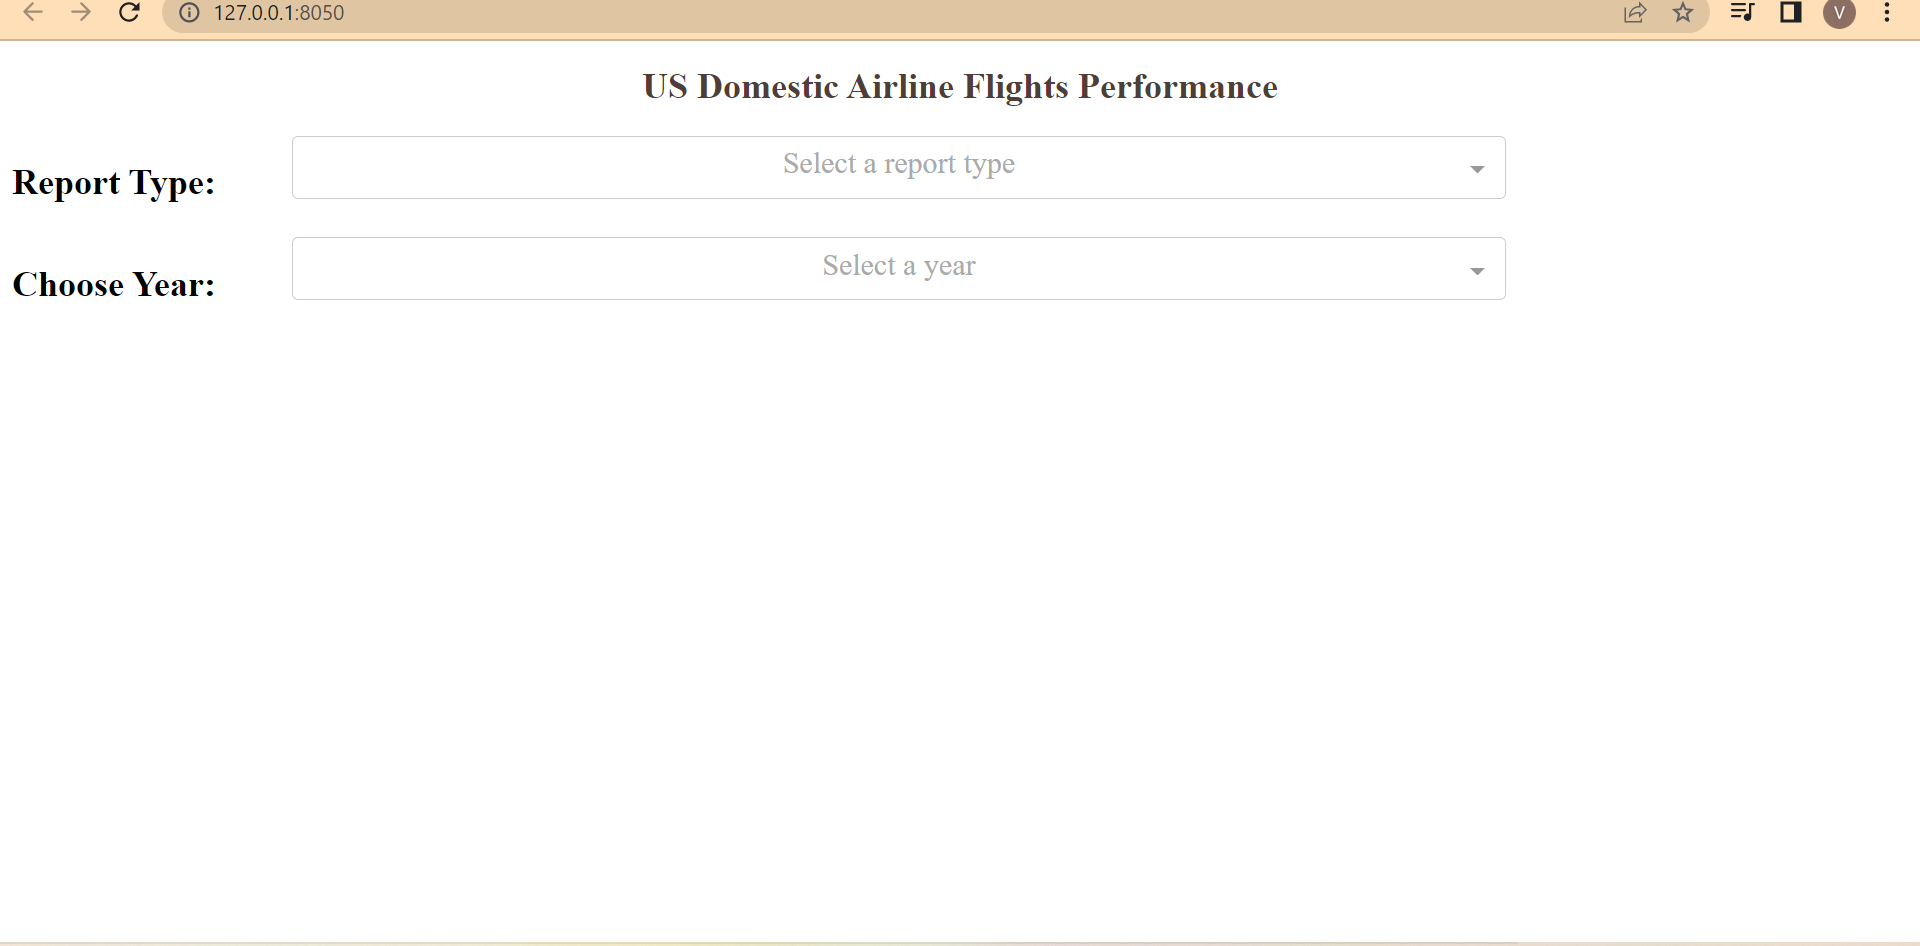 127.0.0.1:8050
V
US Domestic Airline Flights Performance
Report Type:
Select a report type
Choose Year:
Select a year